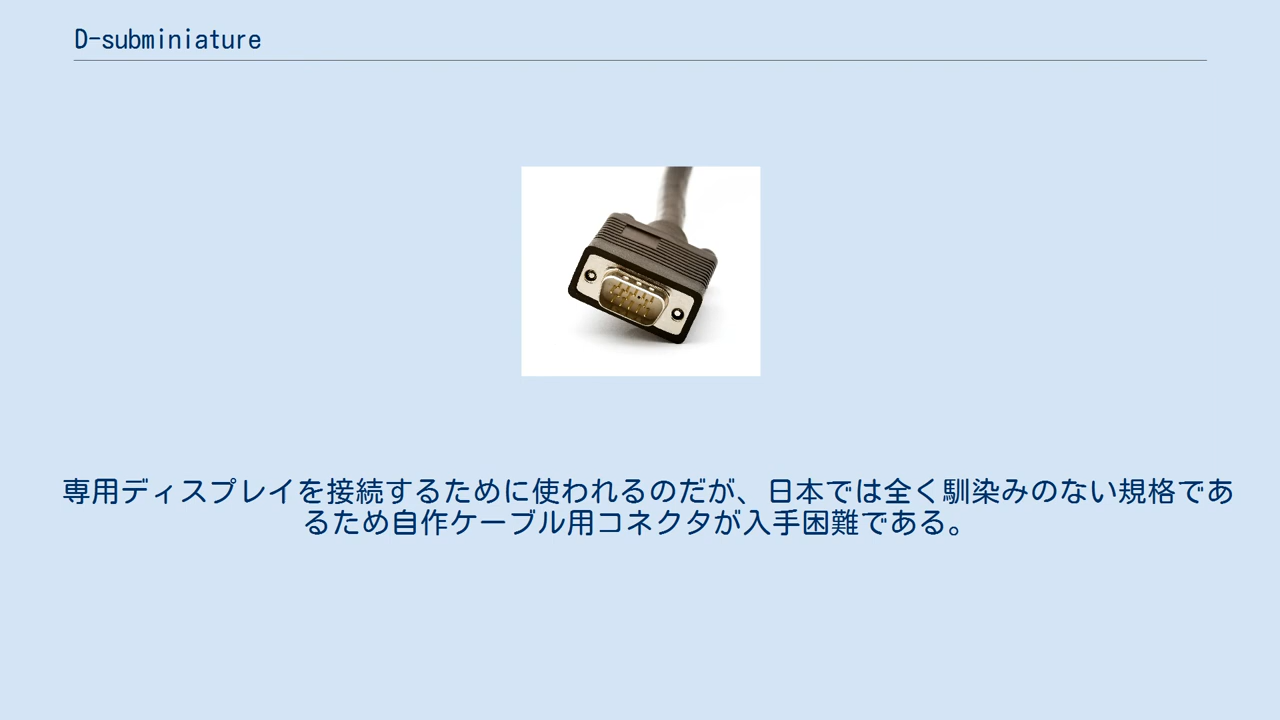 D-subminiature
専用ディスプレイを接続するために使われるのだが、日本では全く馴染みのない規格であ
るため自作ケーブル用コネクタが入手困難である。